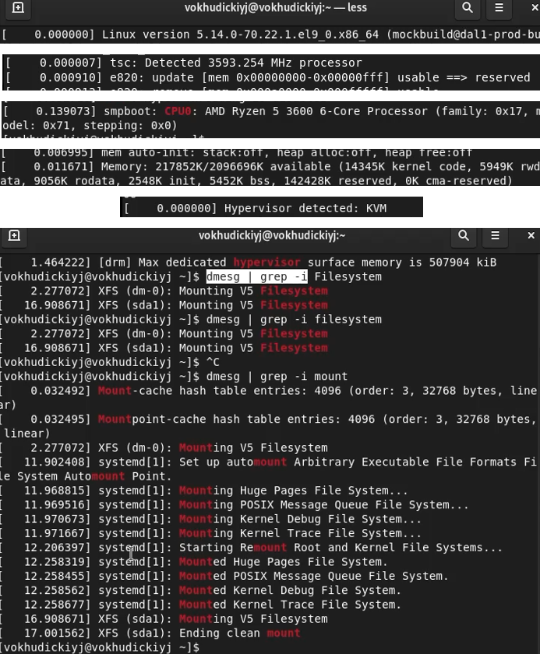 vokhudickiyj@vokhudickiyj:~ — less
[    0.000000] Linux version 5.14.0-70.22.1.el9_0.x86_64 (mockbuild@dal1-prod-bu
[    0.000007] tsc: Detected 3593.254 MHz processor
[    0.000910] e820: update [mem 0x00000000-0x00000fff] usable ==> reserved
[    0.139073] smpboot: CPU0: AMD Ryzen 5 3600 6-Core Processor (family: 0x17, m
odel: 0x71, stepping: 0x0)
[    0.006995] mem auto-init: stack:off, heap alloc:off, heap free:off
[    0.011671] Memory: 217852K/2096696K available (14345K kernel code, 5949K rwd
ata, 9056K rodata, 2548K init, 5452K bss, 142428K reserved, 0K cma-reserved)
[    0.000000] Hypervisor detected: KVM
vokhudickiyj@vokhudickiyj:~
[    1.464222] [drm] Max dedicated hypervisor surface memory is 507904 kiB
[vokhudickiyj@vokhudickiyj ~]$ dmesg | grep -i Filesystem
[    2.277072] XFS (dm-0): Mounting V5 Filesystem
[   16.908671] XFS (sda1): Mounting V5 Filesystem
[vokhudickiyj@vokhudickiyj ~]$ dmesg | grep -i filesystem
[    2.277072] XFS (dm-0): Mounting V5 Filesystem
[   16.908671] XFS (sda1): Mounting V5 Filesystem
[vokhudickiyj@vokhudickiyj ~]$ ^C
[vokhudickiyj@vokhudickiyj ~]$ dmesg | grep -i mount
[    0.032492] Mount-cache hash table entries: 4096 (order: 3, 32768 bytes, line
ar)
[    0.032495] Mountpoint-cache hash table entries: 4096 (order: 3, 32768 bytes,
linear)
[    2.277072] XFS (dm-0): Mounting V5 Filesystem
[   11.902408] systemd[1]: Set up automount Arbitrary Executable File Formats Fi
le System Automount Point.
[   11.968815] systemd[1]: Mounting Huge Pages File System...
[   11.969516] systemd[1]: Mounting POSIX Message Queue File System...
[   11.970673] systemd[1]: Mounting Kernel Debug File System...
[   11.971667] systemd[1]: Mounting Kernel Trace File System...
[   12.206397] systemd[1]: Starting Remount Root and Kernel File Systems...
[   12.258319] systemd[1]: Mounted Huge Pages File System.
[   12.258455] systemd[1]: Mounted POSIX Message Queue File System.
[   12.258562] systemd[1]: Mounted Kernel Debug File System.
[   12.258677] systemd[1]: Mounted Kernel Trace File System.
[   16.908671] XFS (sda1): Mounting V5 Filesystem
[   17.001562] XFS (sda1): Ending clean mount
[vokhudickiyj@vokhudickiyj ~]$